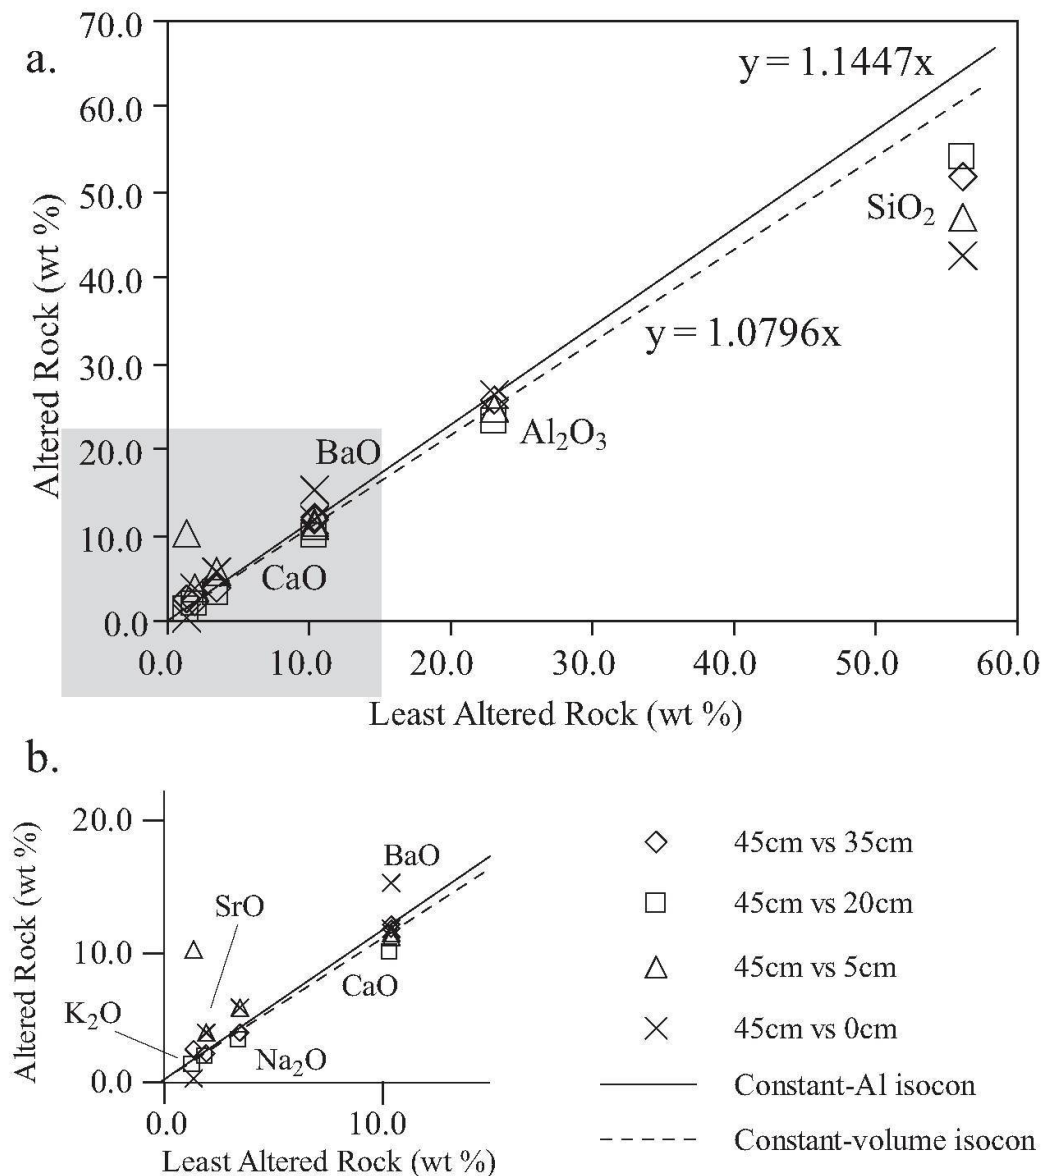 a.
70.0
60.0
50.0
40.0
30.0
20.0
10.0
0.0
Altered Rock (wt %)
y = 1.1447x
y = 1.0796x
SiO₂
Al₂O₃
BaO
CaO
0.0 10.0 20.0 30.0 40.0 50.0 60.0
Least Altered Rock (wt %)
b.
20.0
10.0
0.0
Altered Rock (wt %)
BaO
SrO
CaO
K₂O
Na₂O
0.0 10.0
Least Altered Rock (wt %)
45cm vs 35cm
45cm vs 20cm
45cm vs 5cm
45cm vs 0cm
Constant-Al isocon
Constant-volume isocon